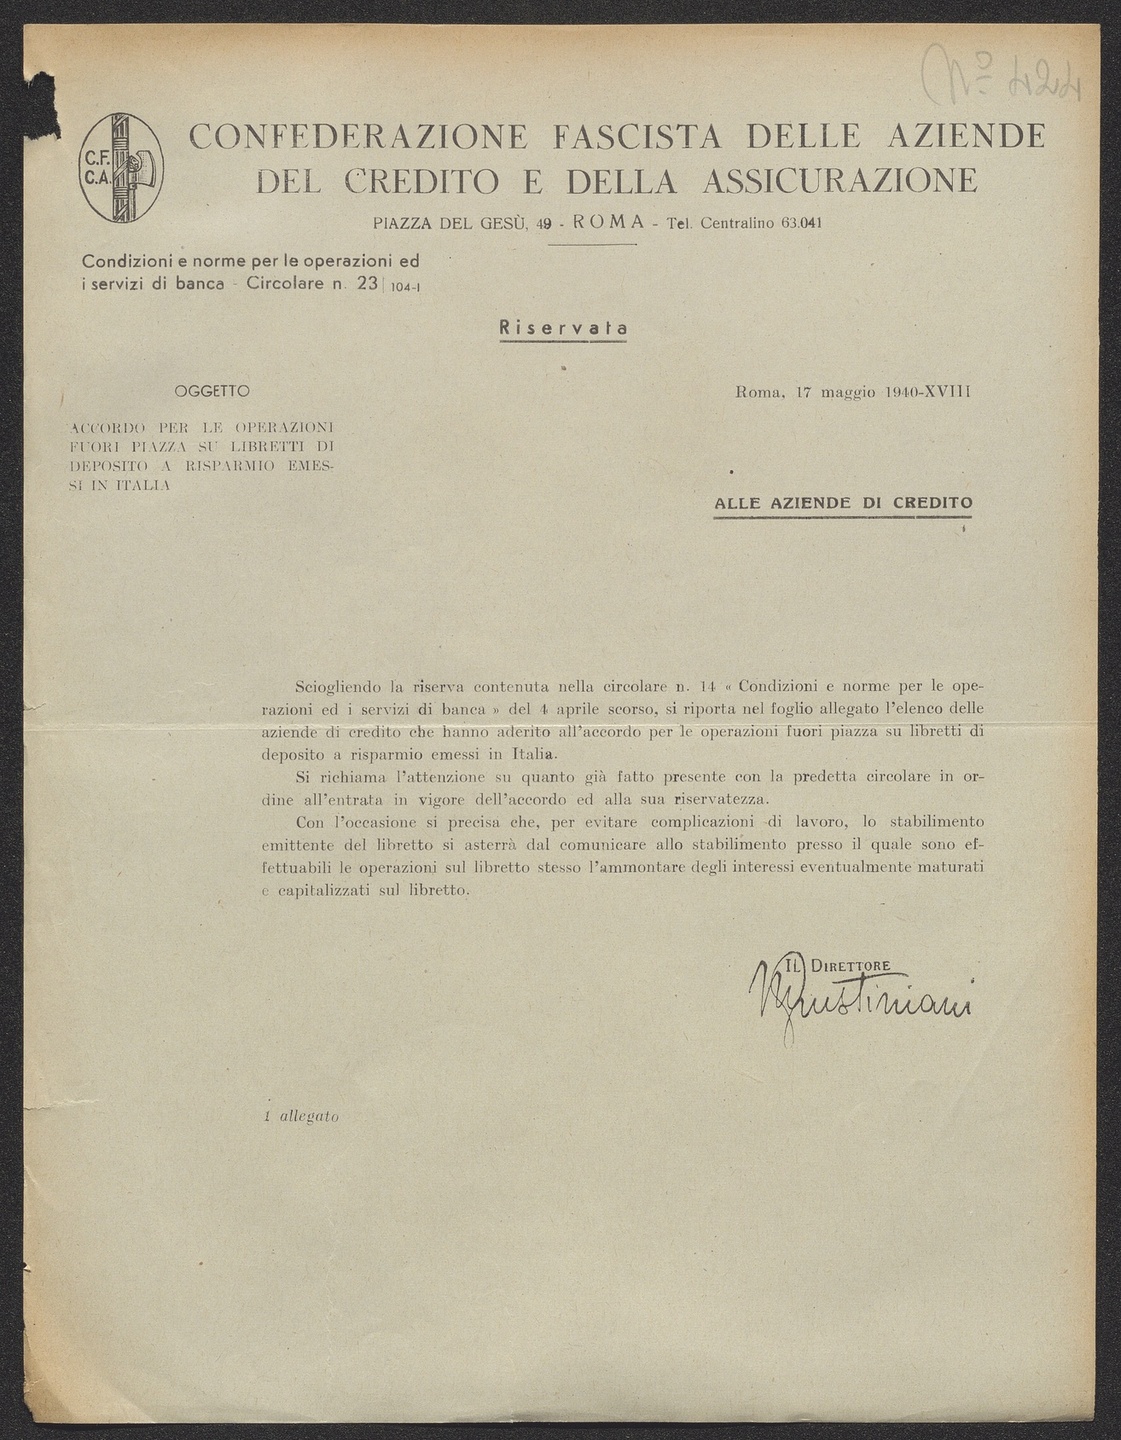 Nº 424
C.F.
C.A.
CONFEDERAZIONE FASCISTA DELLE AZIENDE
DEL CREDITO E DELLA ASSICURAZIONE
PIAZZA DEL GESÙ, 49 - ROMA - Tel. Centralino 63.041
Condizioni e norme per le operazioni ed
i servizi di banca - Circolare n. 23 | 104-I
Riservata
OGGETTO
Roma, 17 maggio 1940-XVIII
ACCORDO PER LE OPERAZIONI
FUORI PIAZZA SU LIBRETTI DI
DEPOSITO A RISPARMIO EMES-
SI IN ITALIA
ALLE AZIENDE DI CREDITO
Sciogliendo la riserva contenuta nella circolare n. 14 « Condizioni e norme per le ope-
razioni ed i servizi di banca » del 4 aprile scorso, si riporta nel foglio allegato l'elenco delle
aziende di credito che hanno aderito all'accordo per le operazioni fuori piazza su libretti di
deposito a risparmio emessi in Italia.
Si richiama l'attenzione su quanto già fatto presente con la predetta circolare in or-
dine all'entrata in vigore dell'accordo ed alla sua riservatezza.
Con l'occasione si precisa che, per evitare complicazioni di lavoro, lo stabilimento
emittente del libretto si asterrà dal comunicare allo stabilimento presso il quale sono ef-
fettuabili le operazioni sul libretto stesso l'ammontare degli interessi eventualmente maturati
e capitalizzati sul libretto.
IL DIRETTORE
Giustiniani
1 allegato